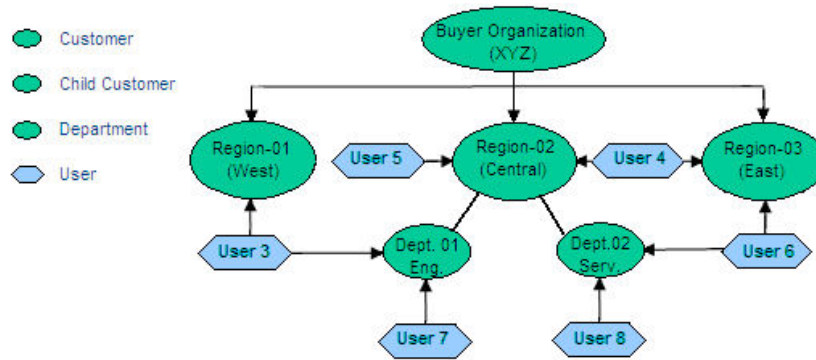 Customer
Child Customer
Department
User
Buyer Organization
(XYZ)
Region-01
(West)
User 5
Region-02
(Central)
User 4
Region-03
(East)
User 3
Dept. 01
Eng.
Dept.02
Serv.
User 6
User 7
User 8